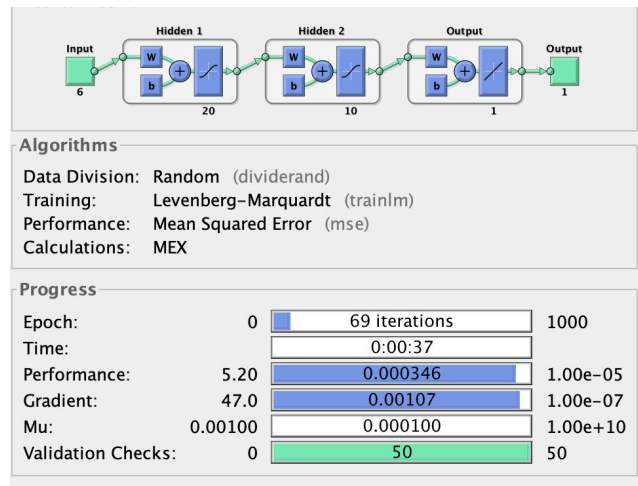 Hidden 1 Hidden 2 Output
Input Output
W W W
b b b
6 1
20 10 1
Algorithms
Data Division: Random (dividerand)
Training: Levenberg-Marquardt (trainlm)
Performance: Mean Squared Error (mse)
Calculations: MEX
Progress
Epoch: 0 69 iterations 1000
Time: 0:00:37
Performance: 5.20 0.000346 1.00e-05
Gradient: 47.0 0.00107 1.00e-07
Mu: 0.00100 0.000100 1.00e+10
Validation Checks: 0 50 50